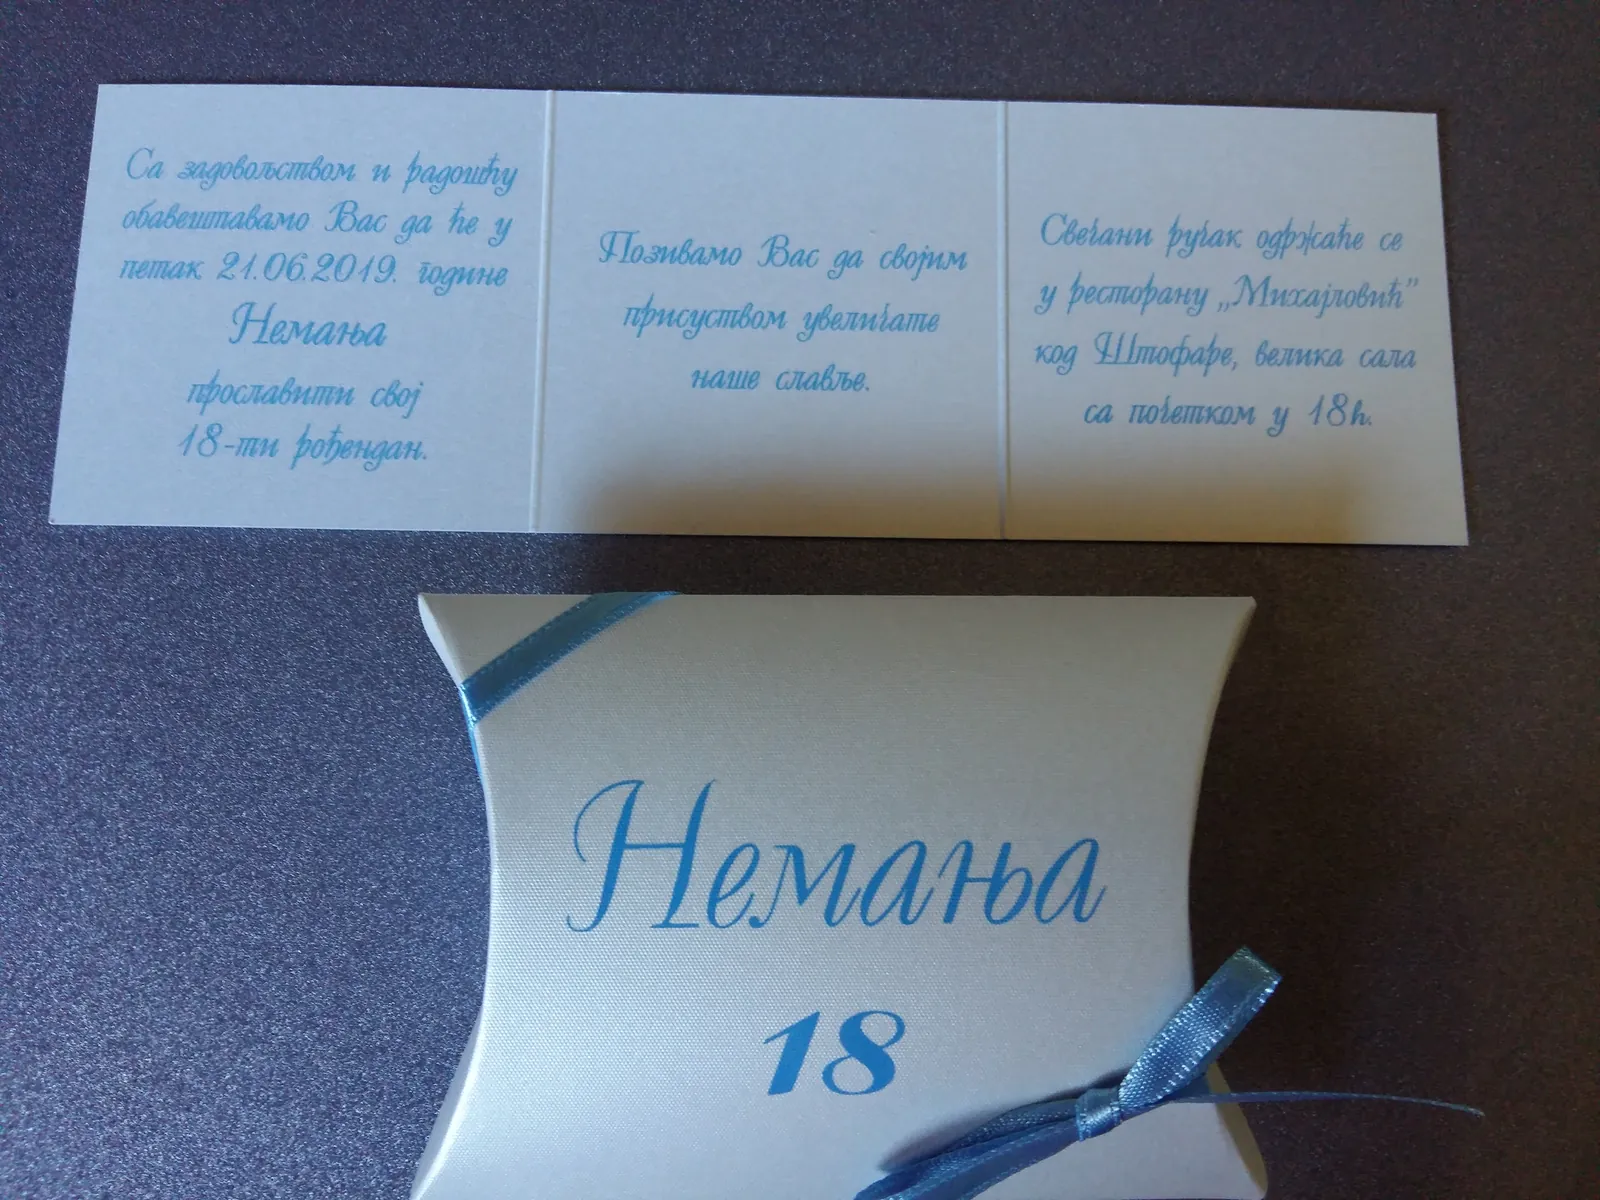 Са задовољством и радошћу
обавештавамо Вас да ће у
петак 21.06.2019. године
Немања
прославити свој
18-ти рођендан.
Позивамо Вас да својим
присуством увеличате
наше славље.
Свечани ручак одржаће се
у ресторану „Михајловић”
код Штофаре, велика сала
са почетком у 18h.
Немања
18